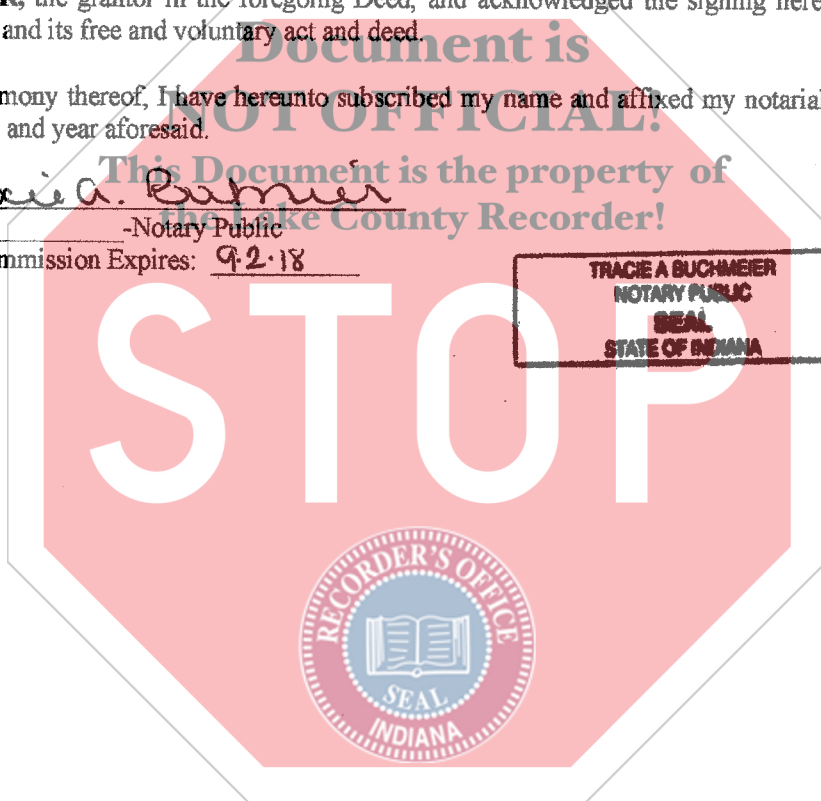 the grantor in the foregoing Deed, and acknowledged the signing here
and its free and voluntary act and deed.
Document is
mony thereof, I have hereunto subscribed my name and affixed my notarial
NOT OFFICIAL!
and year aforesaid.
This Document is the property of
the Lake County Recorder!
-Notary Public
mmission Expires: 9.2.18
TRACIE A BUCHMEIER
NOTARY PUBLIC
SEAL
STATE OF INDIANA
STOP
RECORDER'S OFFICE
SEAL
INDIANA